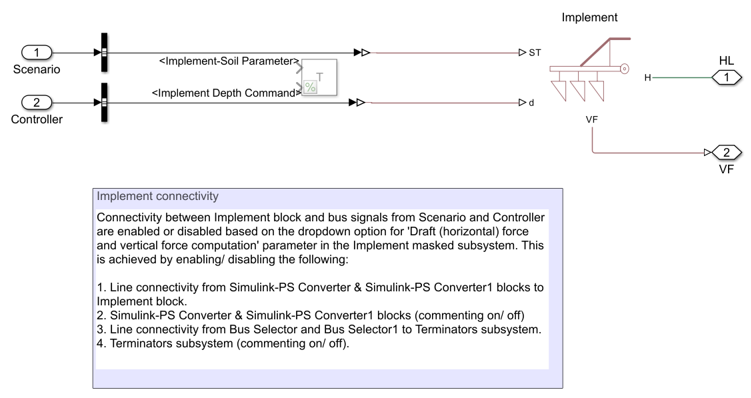 Implement
1
Scenario
<Implement-Soil Parameter>
ST
T
%
HL
H
1
2
Controller
<Implement Depth Command>
d
VF
2
VF
Implement connectivity
Connectivity between Implement block and bus signals from Scenario and Controller
are enabled or disabled based on the dropdown option for 'Draft (horizontal) force
and vertical force computation' parameter in the Implement masked subsystem. This
is achieved by enabling/ disabling the following:
1. Line connectivity from Simulink-PS Converter & Simulink-PS Converter1 blocks to
Implement block.
2. Simulink-PS Converter & Simulink-PS Converter1 blocks (commenting on/ off)
3. Line connectivity from Bus Selector and Bus Selector1 to Terminators subsystem.
4. Terminators subsystem (commenting on/ off).